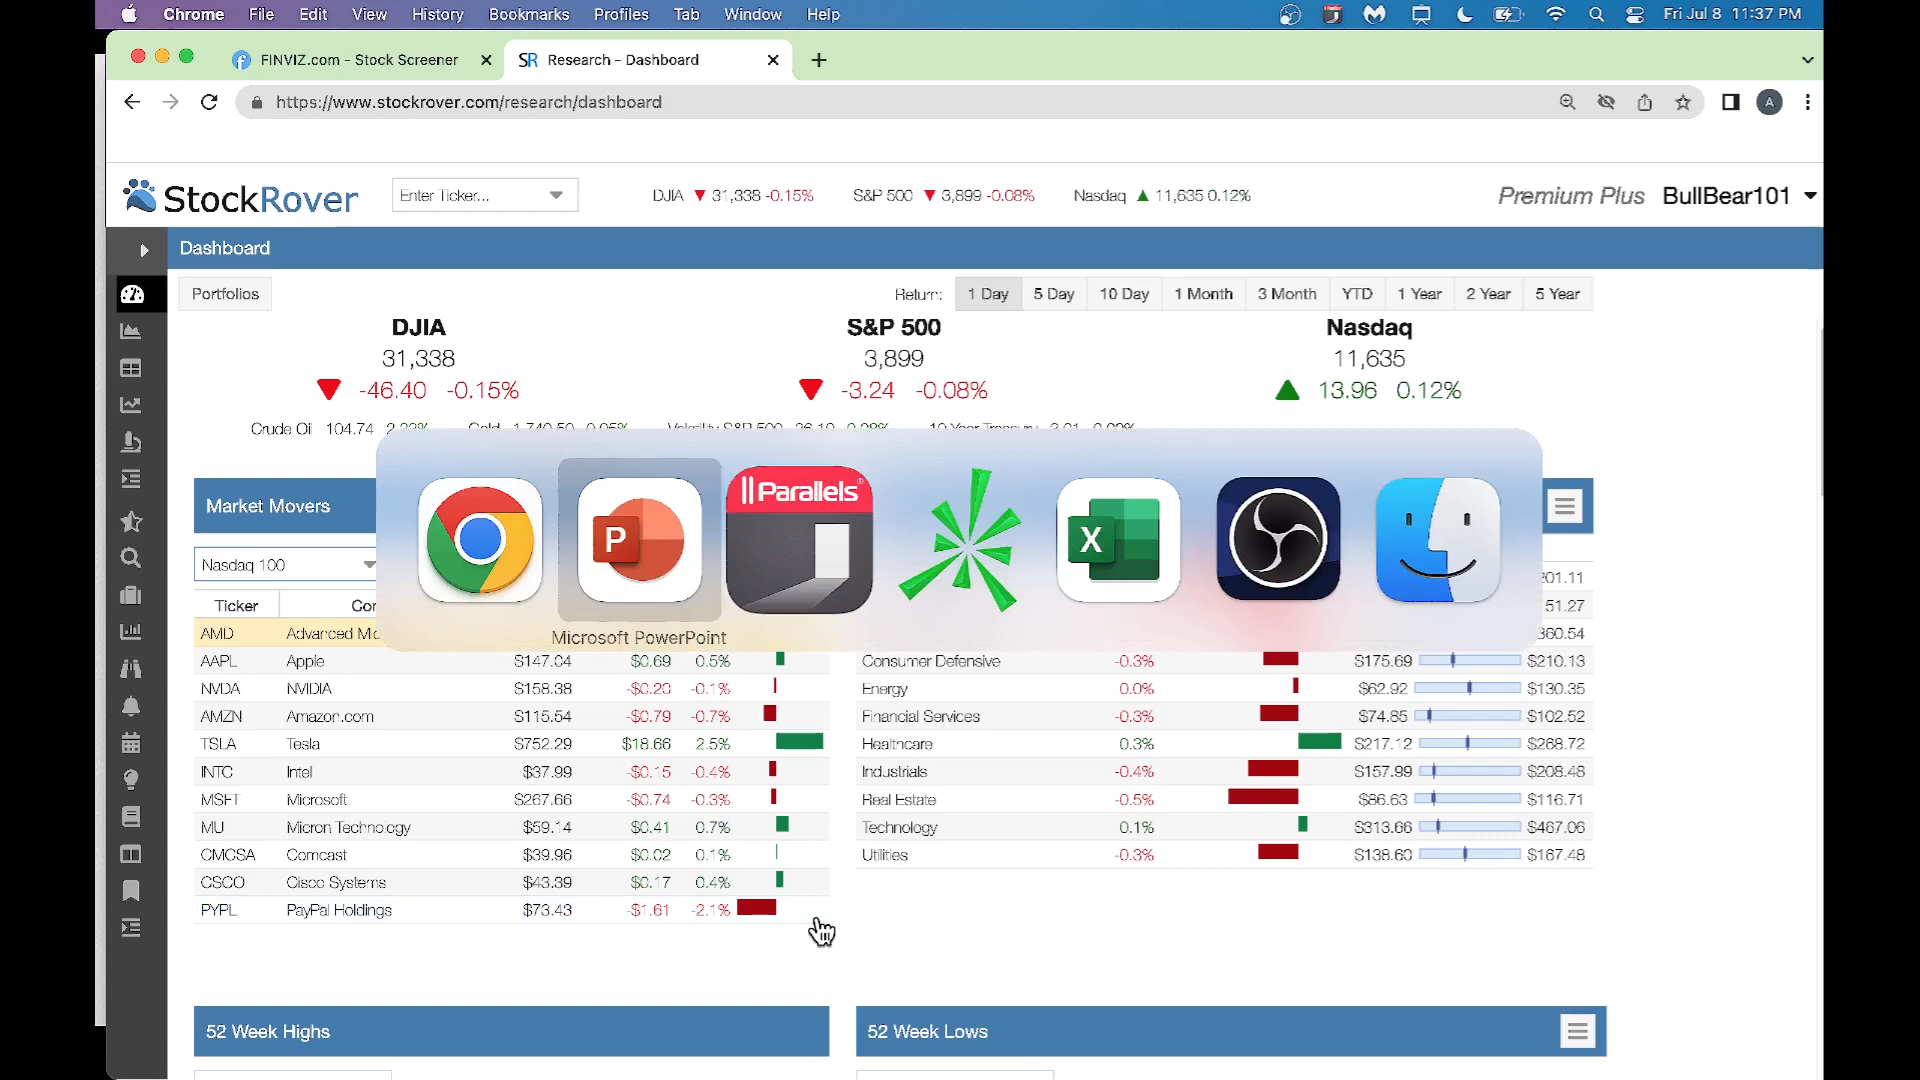 Chrome File Edit View History Bookmarks Profiles Tab Window Help Fri Jul 8 11:37 PM
FINVIZ.com - Stock Screener SR Research - Dashboard
https://www.stockrover.com/research/dashboard A
StockRover Enter Ticker... DJIA ▼ 31,338 -0.15% S&P 500 ▼ 3,899 -0.08% Nasdaq ▲ 11,635 0.12% Premium Plus BullBear101
Dashboard
Portfolios Return: 1 Day 5 Day 10 Day 1 Month 3 Month YTD 1 Year 2 Year 5 Year
DJIA S&P 500 Nasdaq
31,338 3,899 11,635
▼ -46.40 -0.15% ▼ -3.24 -0.08% ▲ 13.96 0.12%
Crude Oil 104.74
Market Movers
Parallels
P X
Nasdaq 100
Ticker
AMD
Microsoft PowerPoint
AAPL Apple $147.04 $0.69 0.5% Consumer Defensive -0.3% $175.69 $210.13
NVDA NVIDIA $158.38 -$0.20 -0.1% Energy 0.0% $62.92 $130.35
AMZN Amazon.com $115.54 -$0.79 -0.7% Financial Services -0.3% $74.85 $102.52
TSLA Tesla $752.29 $18.66 2.5% Healthcare 0.3% $217.12 $268.72
INTC Intel $37.99 -$0.15 -0.4% Industrials -0.4% $157.99 $208.48
MSFT Microsoft $267.66 -$0.74 -0.3% Real Estate -0.5% $86.63 $116.71
MU Micron Technology $59.14 $0.41 0.7% Technology 0.1% $313.66 $467.06
CMCSA Comcast $39.96 $0.02 0.1% Utilities -0.3% $138.60 $167.48
CSCO Cisco Systems $43.39 $0.17 0.4%
PYPL PayPal Holdings $73.43 -$1.61 -2.1%
52 Week Highs 52 Week Lows